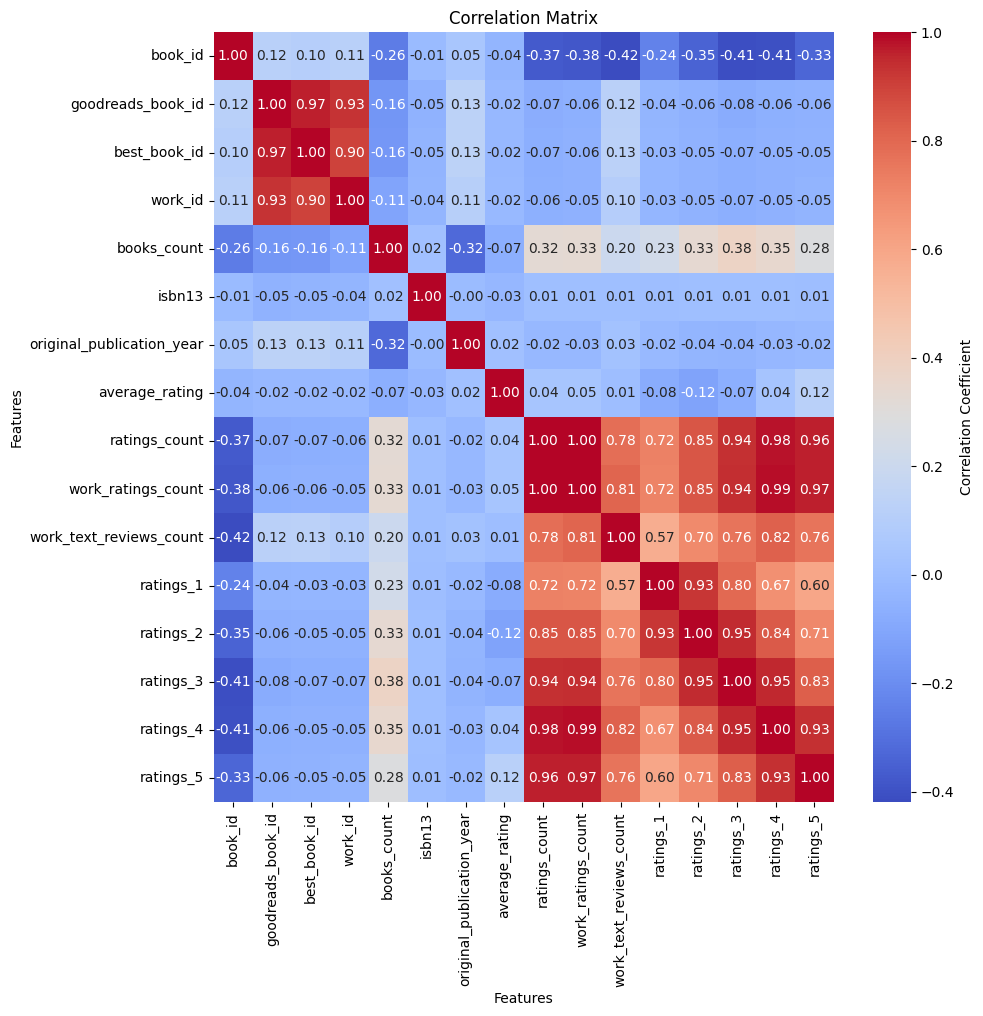 Correlation Matrix
book_id 1.00 0.12 0.10 0.11 -0.26 -0.01 0.05 -0.04 -0.37 -0.38 -0.42 -0.24 -0.35 -0.41 -0.41 -0.33
goodreads_book_id 0.12 1.00 0.97 0.93 -0.16 -0.05 0.13 -0.02 -0.07 -0.06 0.12 -0.04 -0.06 -0.08 -0.06 -0.06
best_book_id 0.10 0.97 1.00 0.90 -0.16 -0.05 0.13 -0.02 -0.07 -0.06 0.13 -0.03 -0.05 -0.07 -0.05 -0.05
work_id 0.11 0.93 0.90 1.00 -0.11 -0.04 0.11 -0.02 -0.06 -0.05 0.10 -0.03 -0.05 -0.07 -0.05 -0.05
books_count -0.26 -0.16 -0.16 -0.11 1.00 0.02 -0.32 -0.07 0.32 0.33 0.20 0.23 0.33 0.38 0.35 0.28
isbn13 -0.01 -0.05 -0.05 -0.04 0.02 1.00 -0.00 -0.03 0.01 0.01 0.01 0.01 0.01 0.01 0.01 0.01
original_publication_year 0.05 0.13 0.13 0.11 -0.32 -0.00 1.00 0.02 -0.02 -0.03 0.03 -0.02 -0.04 -0.04 -0.03 -0.02
average_rating -0.04 -0.02 -0.02 -0.02 -0.07 -0.03 0.02 1.00 0.04 0.05 0.01 -0.08 -0.12 -0.07 0.04 0.12
ratings_count -0.37 -0.07 -0.07 -0.06 0.32 0.01 -0.02 0.04 1.00 1.00 0.78 0.72 0.85 0.94 0.98 0.96
work_ratings_count -0.38 -0.06 -0.06 -0.05 0.33 0.01 -0.03 0.05 1.00 1.00 0.81 0.72 0.85 0.94 0.99 0.97
work_text_reviews_count -0.42 0.12 0.13 0.10 0.20 0.01 0.03 0.01 0.78 0.81 1.00 0.57 0.70 0.76 0.82 0.76
ratings_1 -0.24 -0.04 -0.03 -0.03 0.23 0.01 -0.02 -0.08 0.72 0.72 0.57 1.00 0.93 0.80 0.67 0.60
ratings_2 -0.35 -0.06 -0.05 -0.05 0.33 0.01 -0.04 -0.12 0.85 0.85 0.70 0.93 1.00 0.95 0.84 0.71
ratings_3 -0.41 -0.08 -0.07 -0.07 0.38 0.01 -0.04 -0.07 0.94 0.94 0.76 0.80 0.95 1.00 0.95 0.83
ratings_4 -0.41 -0.06 -0.05 -0.05 0.35 0.01 -0.03 0.04 0.98 0.99 0.82 0.67 0.84 0.95 1.00 0.93
ratings_5 -0.33 -0.06 -0.05 -0.05 0.28 0.01 -0.02 0.12 0.96 0.97 0.76 0.60 0.71 0.83 0.93 1.00
Features
book_id
goodreads_book_id
best_book_id
work_id
books_count
isbn13
original_publication_year
average_rating
ratings_count
work_ratings_count
work_text_reviews_count
ratings_1
ratings_2
ratings_3
ratings_4
ratings_5
Features
1.0
0.8
0.6
0.4
0.2
0.0
−0.2
−0.4
Correlation Coefficient